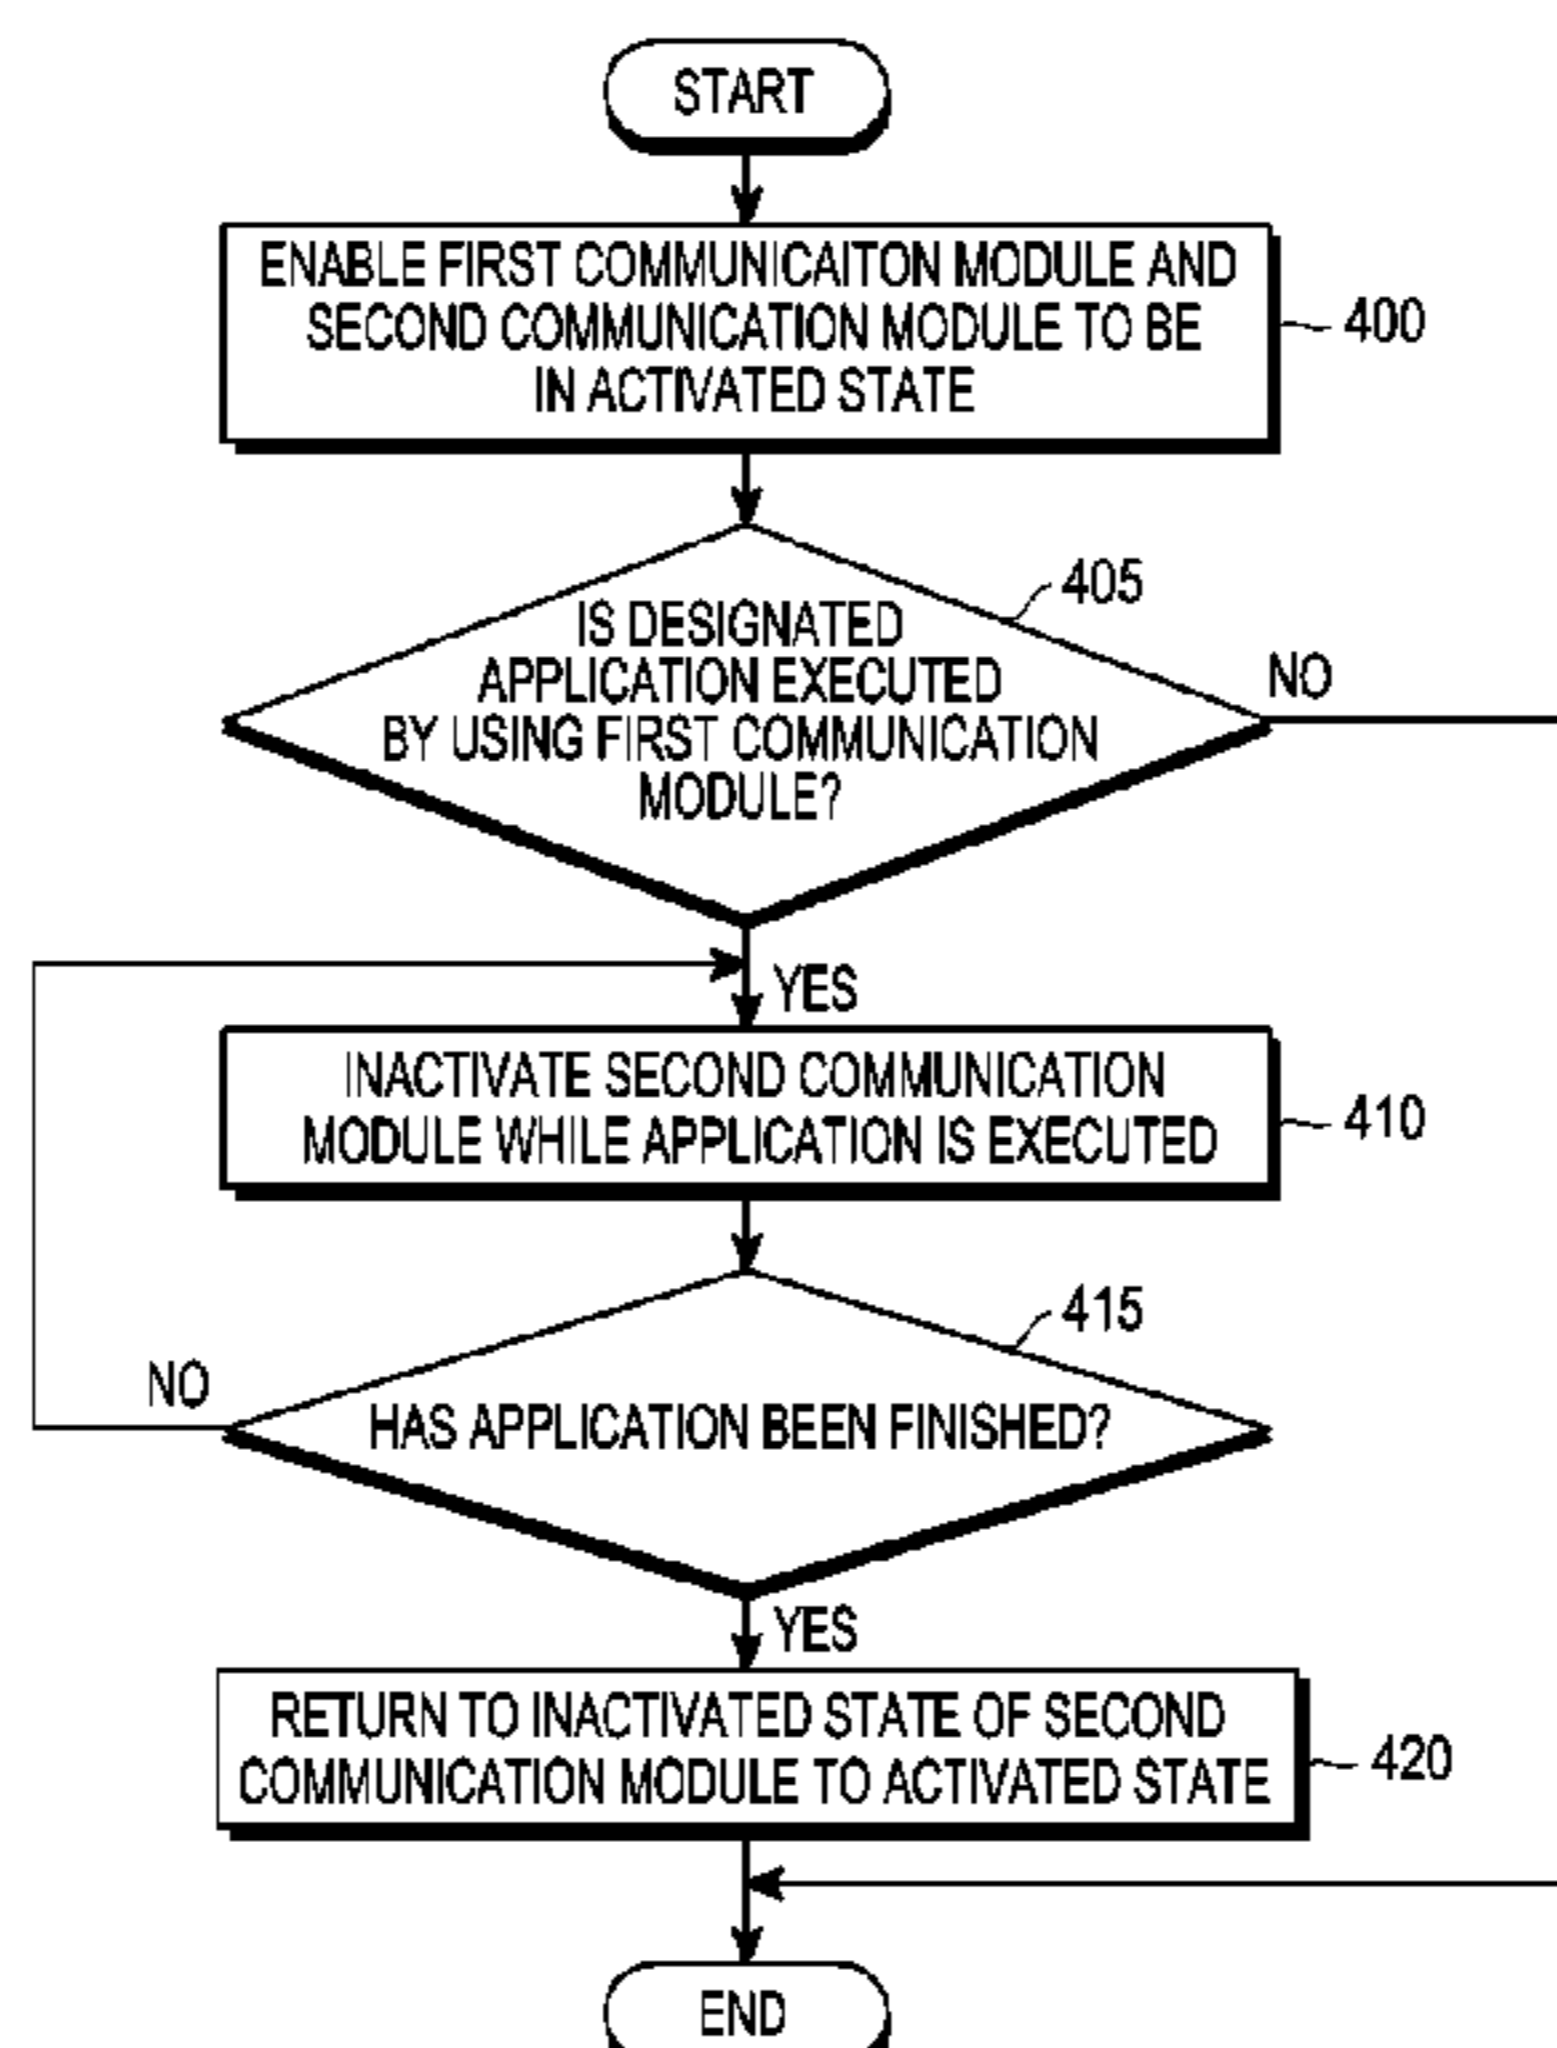 START
ENABLE FIRST COMMUNICAITON MODULE AND
SECOND COMMUNICATION MODULE TO BE
IN ACTIVATED STATE
400
405
IS DESIGNATED
APPLICATION EXECUTED
BY USING FIRST COMMUNICATION
MODULE?
NO
YES
INACTIVATE SECOND COMMUNICATION
MODULE WHILE APPLICATION IS EXECUTED
410
415
NO
HAS APPLICATION BEEN FINISHED?
YES
RETURN TO INACTIVATED STATE OF SECOND
COMMUNICATION MODULE TO ACTIVATED STATE
420
END